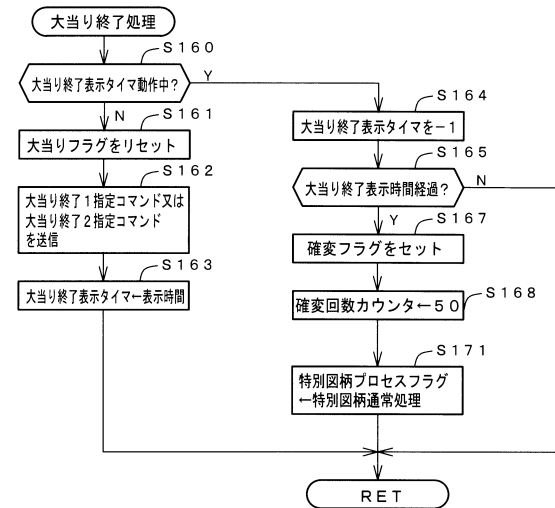 大当り終了処理
S160
大当り終了表示タイマ動作中?
Y
N
S161
大当りフラグをリセット
S162
大当り終了1指定コマンド又は
大当り終了2指定コマンド
を送信
S163
大当り終了表示タイマ←表示時間
S164
大当り終了表示タイマを−1
S165
大当り終了表示時間経過?
N
Y
S167
確変フラグをセット
S168
確変回数カウンタ←50
S171
特別図柄プロセスフラグ
←特別図柄通常処理
RET